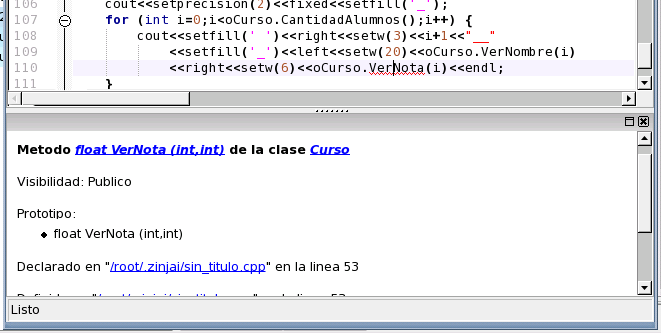 106 cout<<setprecision(2)<<fixed<<setfill('_');
107 for (int i=0;i<oCurso.CantidadAlumnos();i++) {
108 cout<<setfill(' ')<<right<<setw(3)<<i+1<<"__"
109 <<setfill('_')<<left<<setw(20)<<oCurso.VerNombre(i)
110 <<right<<setw(6)<<oCurso.VerNota(i)<<endl;
111 }
Metodo float VerNota (int,int) de la clase Curso
Visibilidad: Publico
Prototipo:
float VerNota (int,int)
Declarado en "/root/.zinjai/sin_titulo.cpp" en la linea 53
Listo